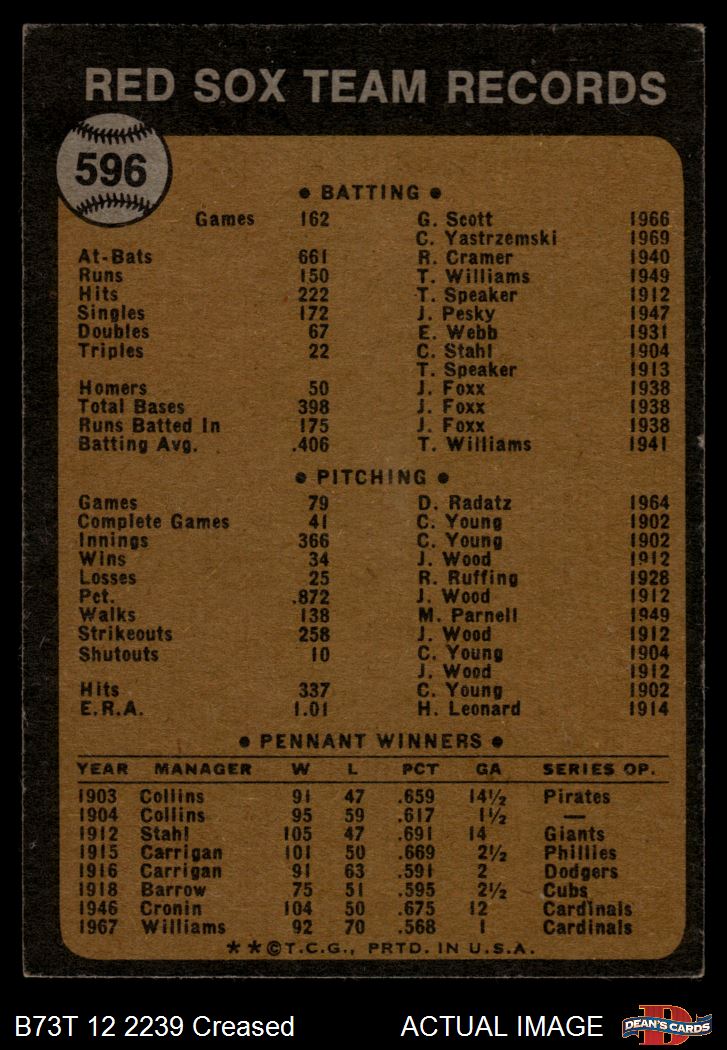 RED SOX TEAM RECORDS
596
• BATTING •
Games 162 G. Scott 1966
C. Yastrzemski 1969
At-Bats 661 R. Cramer 1940
Runs 150 T. Williams 1949
Hits 222 T. Speaker 1912
Singles 172 J. Pesky 1947
Doubles 67 E. Webb 1931
Triples 22 C. Stahl 1904
T. Speaker 1913
Homers 50 J. Foxx 1938
Total Bases 398 J. Foxx 1938
Runs Batted In 175 J. Foxx 1938
Batting Avg. .406 T. Williams 1941
• PITCHING •
Games 79 D. Radatz 1964
Complete Games 41 C. Young 1902
Innings 366 C. Young 1902
Wins 34 J. Wood 1912
Losses 25 R. Ruffing 1928
Pct. .872 J. Wood 1912
Walks 138 M. Parnell 1949
Strikeouts 258 J. Wood 1912
Shutouts 10 C. Young 1904
J. Wood 1912
Hits 337 C. Young 1902
E.R.A. 1.01 H. Leonard 1914
• PENNANT WINNERS •
YEAR MANAGER W L PCT GA SERIES OP.
1903 Collins 91 47 .659 14½ Pirates
1904 Collins 95 59 .617 1½ —
1912 Stahl 105 47 .691 14 Giants
1915 Carrigan 101 50 .669 2½ Phillies
1916 Carrigan 91 63 .591 2 Dodgers
1918 Barrow 75 51 .595 2½ Cubs
1946 Cronin 104 50 .675 12 Cardinals
1967 Williams 92 70 .568 1 Cardinals
**©T.C.G., PRTD. IN U.S.A.
B73T 12 2239 Creased ACTUAL IMAGE
D
DEAN'S CARDS